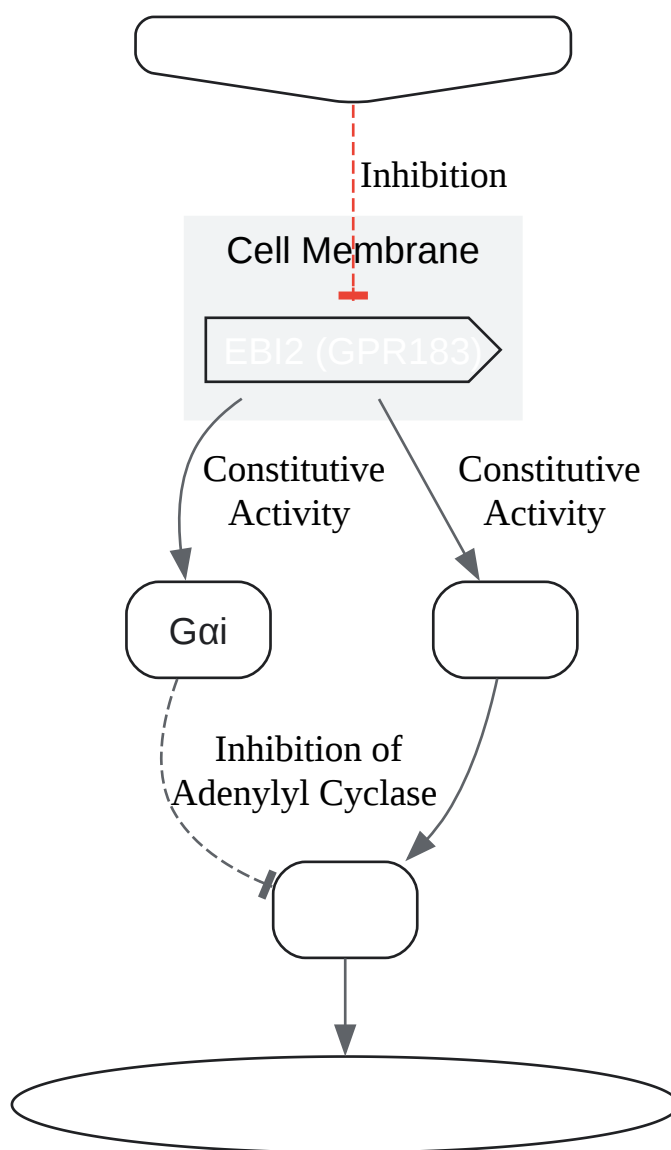 Inhibition
Cell Membrane
EBI2 (GPR183)
Constitutive
Activity
Constitutive
Activity
Gαi
Inhibition of
Adenylyl Cyclase